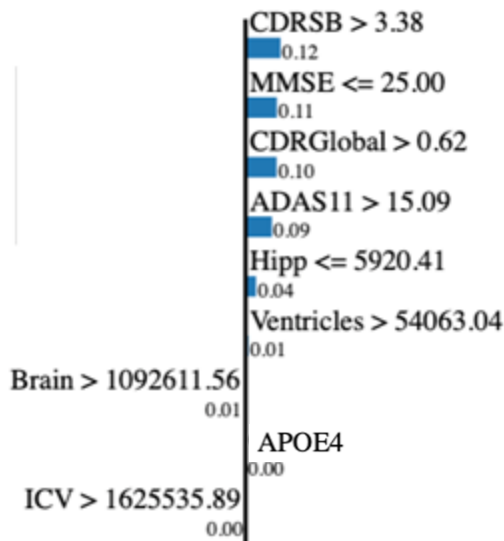 CDRSB > 3.38
0.12
MMSE <= 25.00
0.11
CDRGlobal > 0.62
0.10
ADAS11 > 15.09
0.09
Hipp <= 5920.41
0.04
Ventricles > 54063.04
0.01
Brain > 1092611.56
0.01
APOE4
0.00
ICV > 1625535.89
0.00